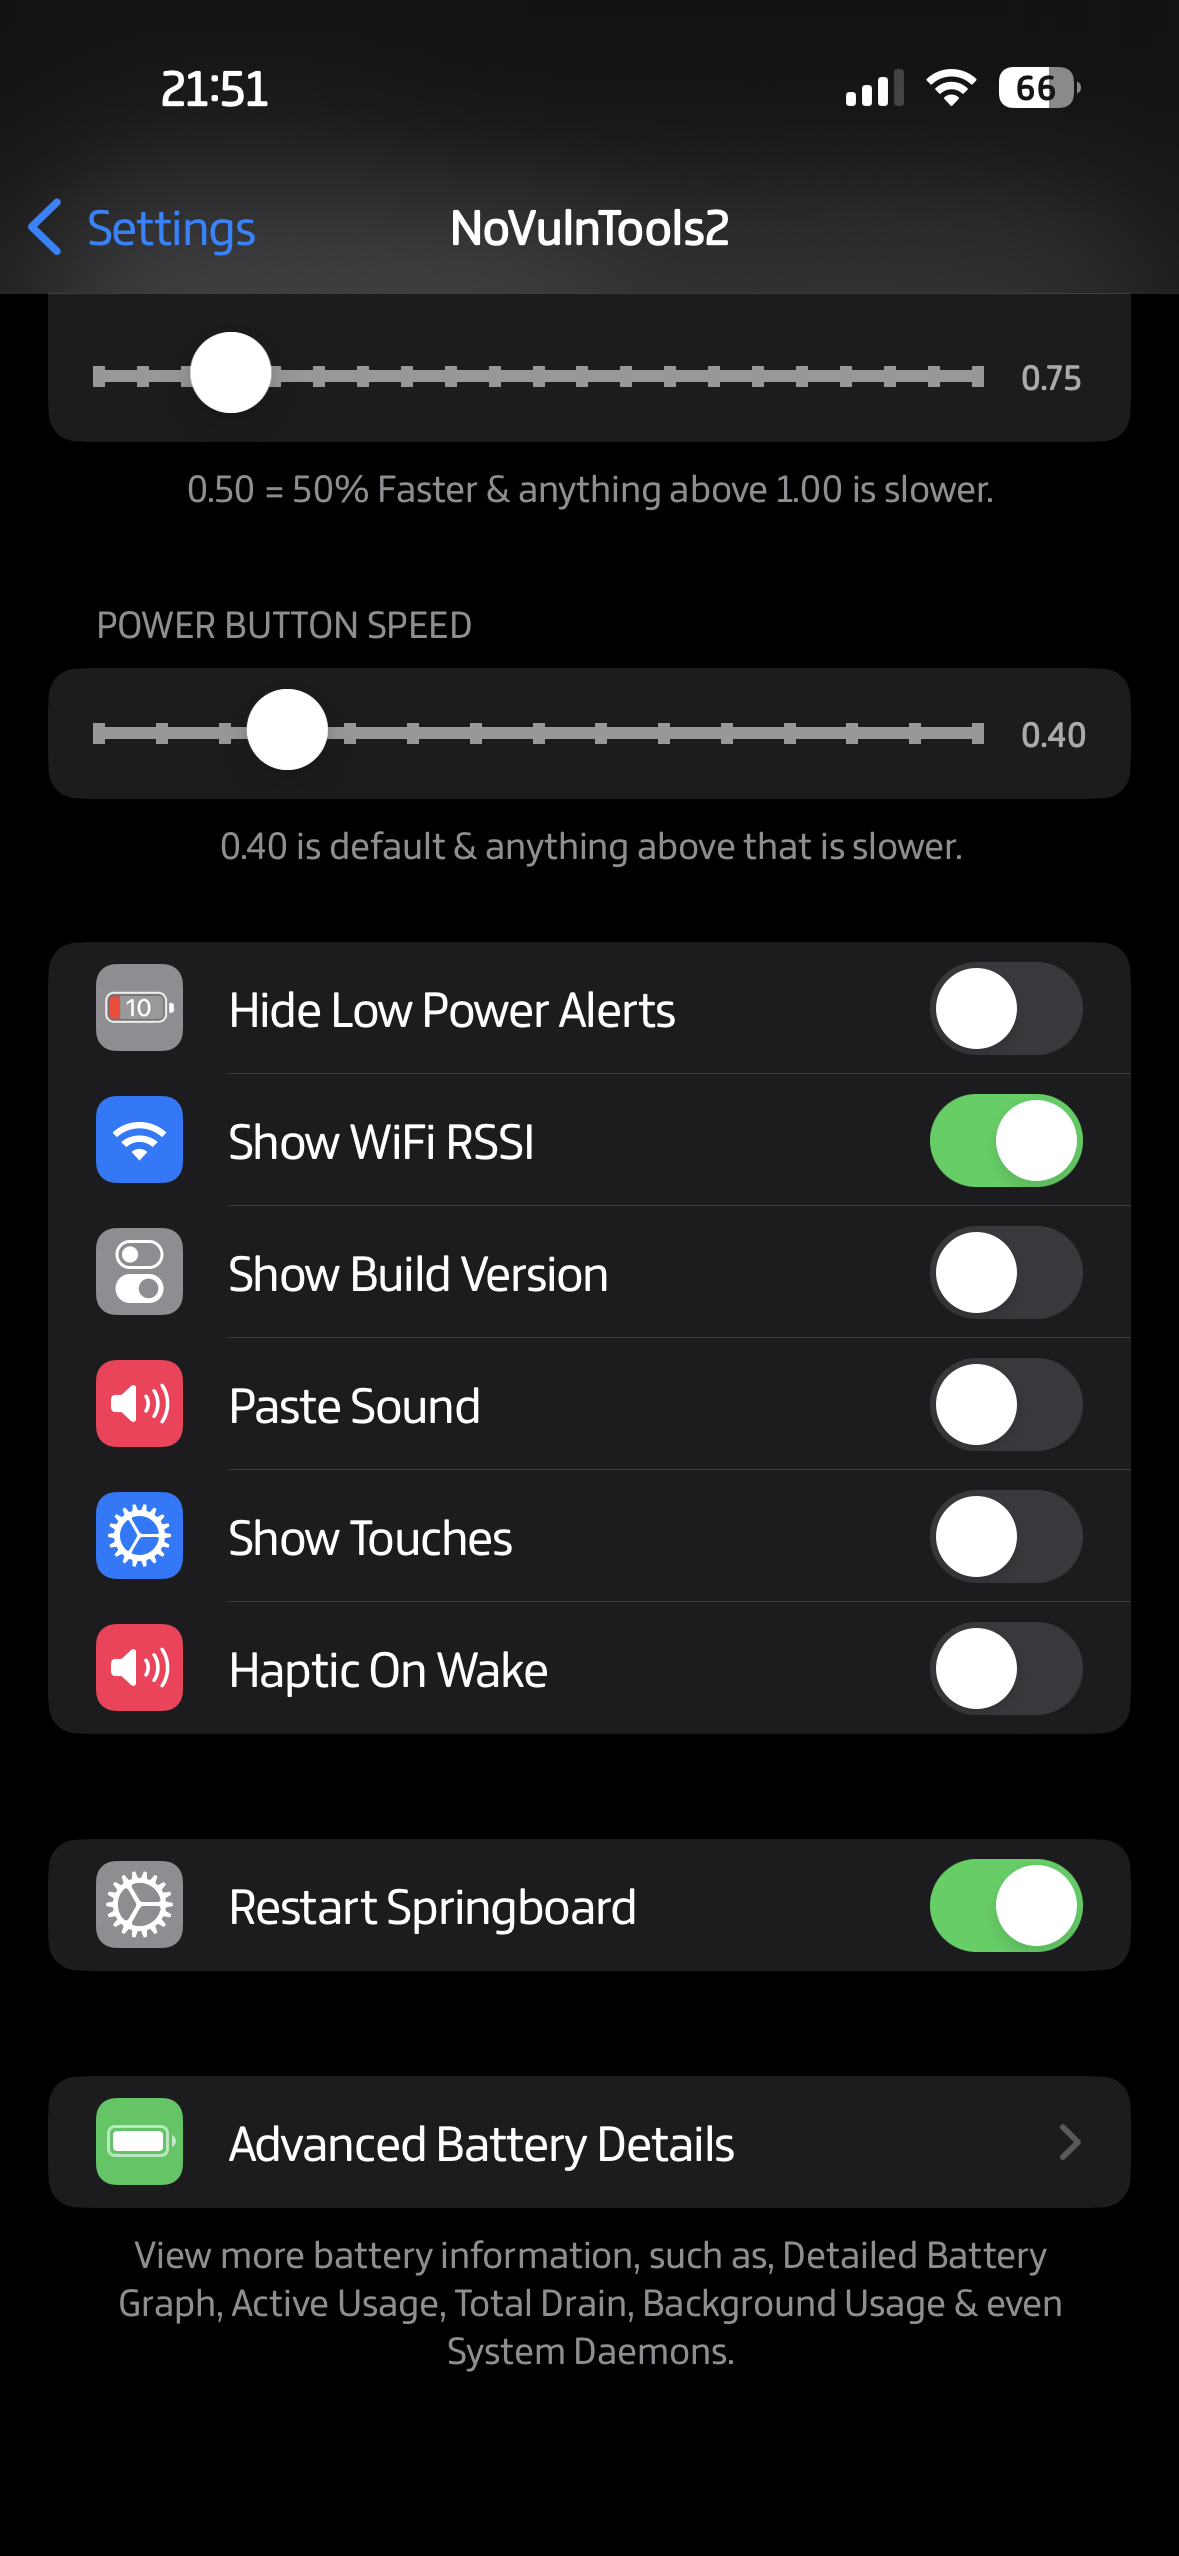 21:51
66
Settings
NoVulnTools2
0.75
0.50 = 50% Faster & anything above 1.00 is slower.
POWER BUTTON SPEED
0.40
0.40 is default & anything above that is slower.
10
Hide Low Power Alerts
Show WiFi RSSI
Show Build Version
Paste Sound
Show Touches
Haptic On Wake
Restart Springboard
Advanced Battery Details
View more battery information, such as, Detailed Battery
Graph, Active Usage, Total Drain, Background Usage & even
System Daemons.